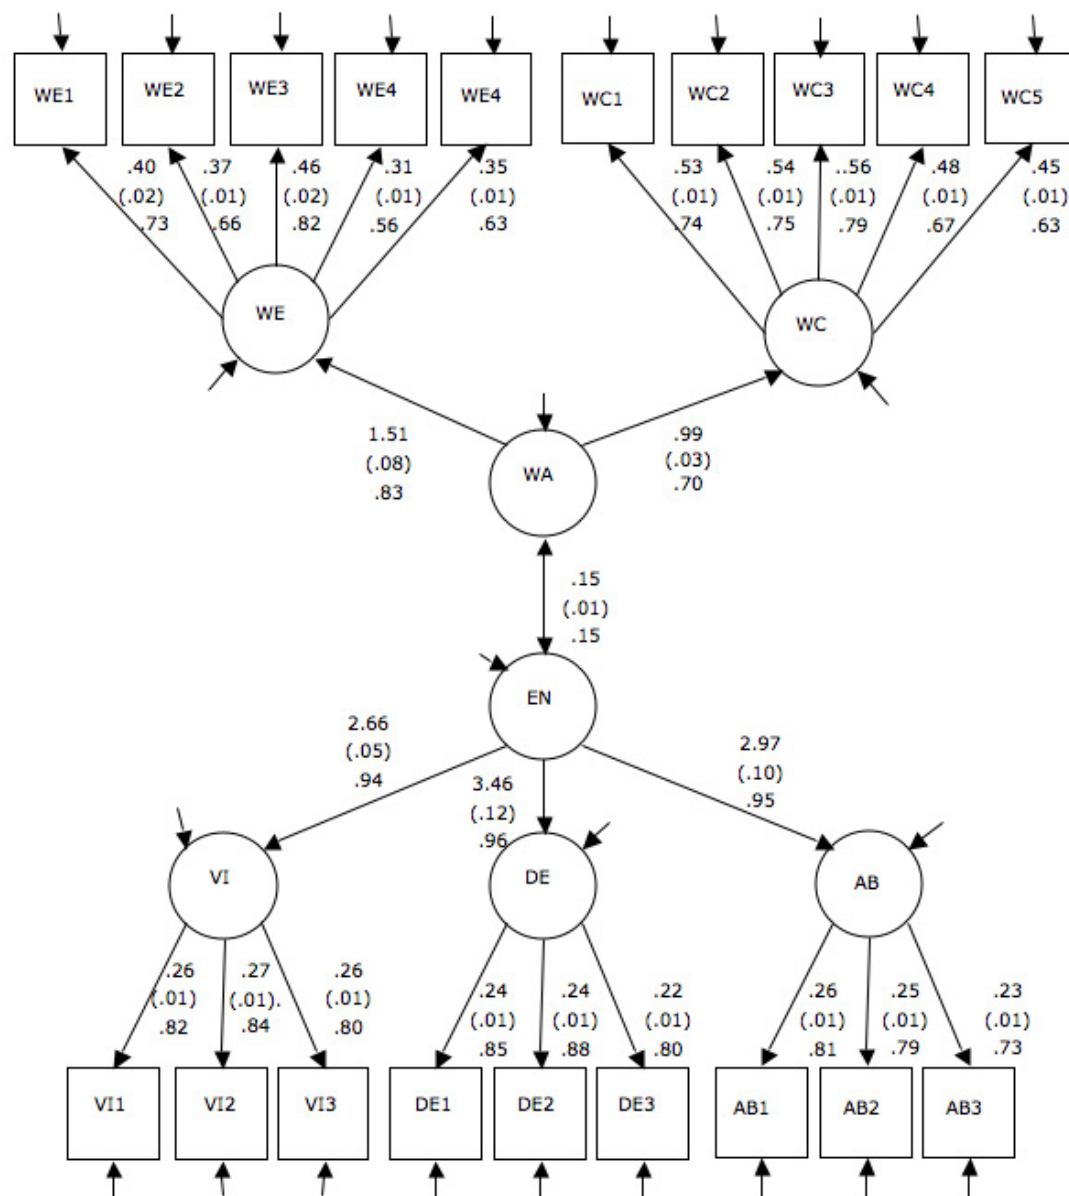 WE1 WE2 WE3 WE4 WE4 WC1 WC2 WC3 WC4 WC5
.40 .37 .46 .31 .35 .53 .54 ..56 .48 .45
(.02) (.01) (.02) (.01) (.01) (.01) (.01) (.01) (.01) (.01)
.73 .66 .82 .56 .63 .74 .75 .79 .67 .63
WE WC
1.51 .99
(.08) (.03)
.83 .70
WA
.15
(.01)
.15
EN
2.66 3.46 2.97
(.05) (.12) (.10)
.94 .96 .95
VI DE AB
.26 .27 .26 .24 .24 .22 .26 .25 .23
(.01) (.01). (.01) (.01) (.01) (.01) (.01) (.01) (.01)
.82 .84 .80 .85 .88 .80 .81 .79 .73
VI1 VI2 VI3 DE1 DE2 DE3 AB1 AB2 AB3